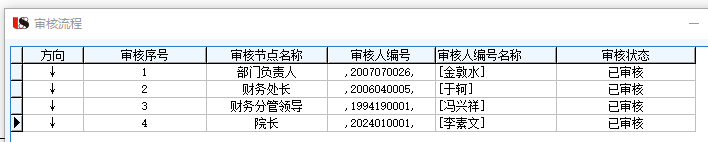 US 审核流程
方向 审核序号 审核节点名称 审核人编号 审核人编号名称 审核状态
↓ 1 部门负责人 ,2007070026, [金敦水] 已审核
↓ 2 财务处长 ,2006040005, [于轲] 已审核
↓ 3 财务分管领导 ,1994190001, [冯兴祥] 已审核
↓ 4 院长 ,2024010001, [李素文] 已审核